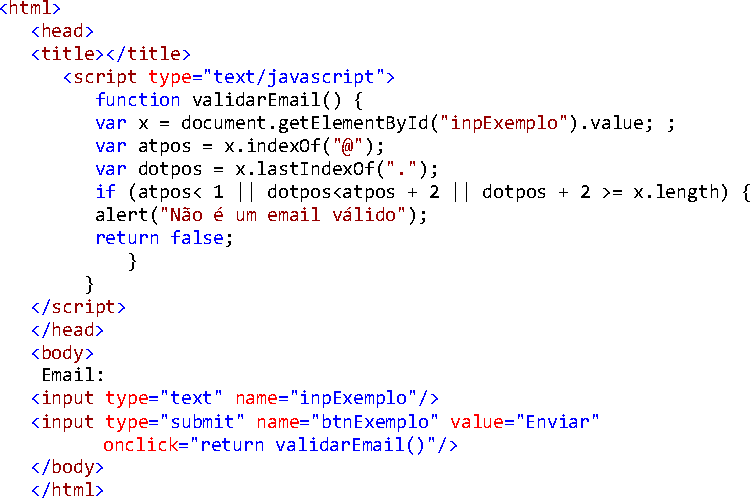 <html>
<head>
<title></title>
<script type="text/javascript">
function validarEmail() {
var x = document.getElementById("inpExemplo").value; ;
var atpos = x.indexOf("@");
var dotpos = x.lastIndexOf(".");
if (atpos< 1 || dotpos<atpos + 2 || dotpos + 2 >= x.length) {
alert("Não é um email válido");
return false;
}
}
</script>
</head>
<body>
Email:
<input type="text" name="inpExemplo"/>
<input type="submit" name="btnExemplo" value="Enviar"
onclick="return validarEmail()"/>
</body>
</html>